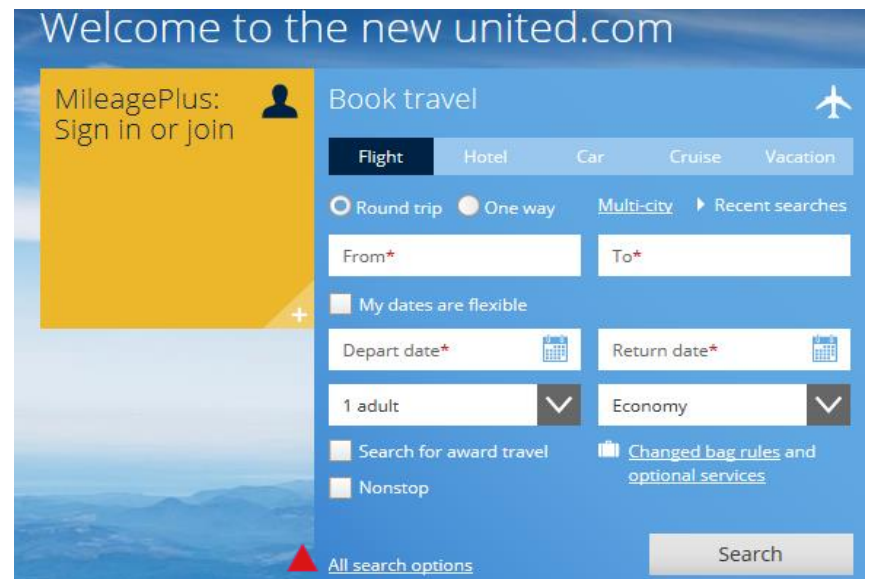 Welcome to the new united.com
MileagePlus:
Sign in or join
+
Book travel
Flight Hotel Car Cruise Vacation
Round trip One way Multi-city Recent searches
From* To*
My dates are flexible
Depart date* Return date*
1 adult Economy
Search for award travel Changed bag rules and
optional services
Nonstop
All search options Search